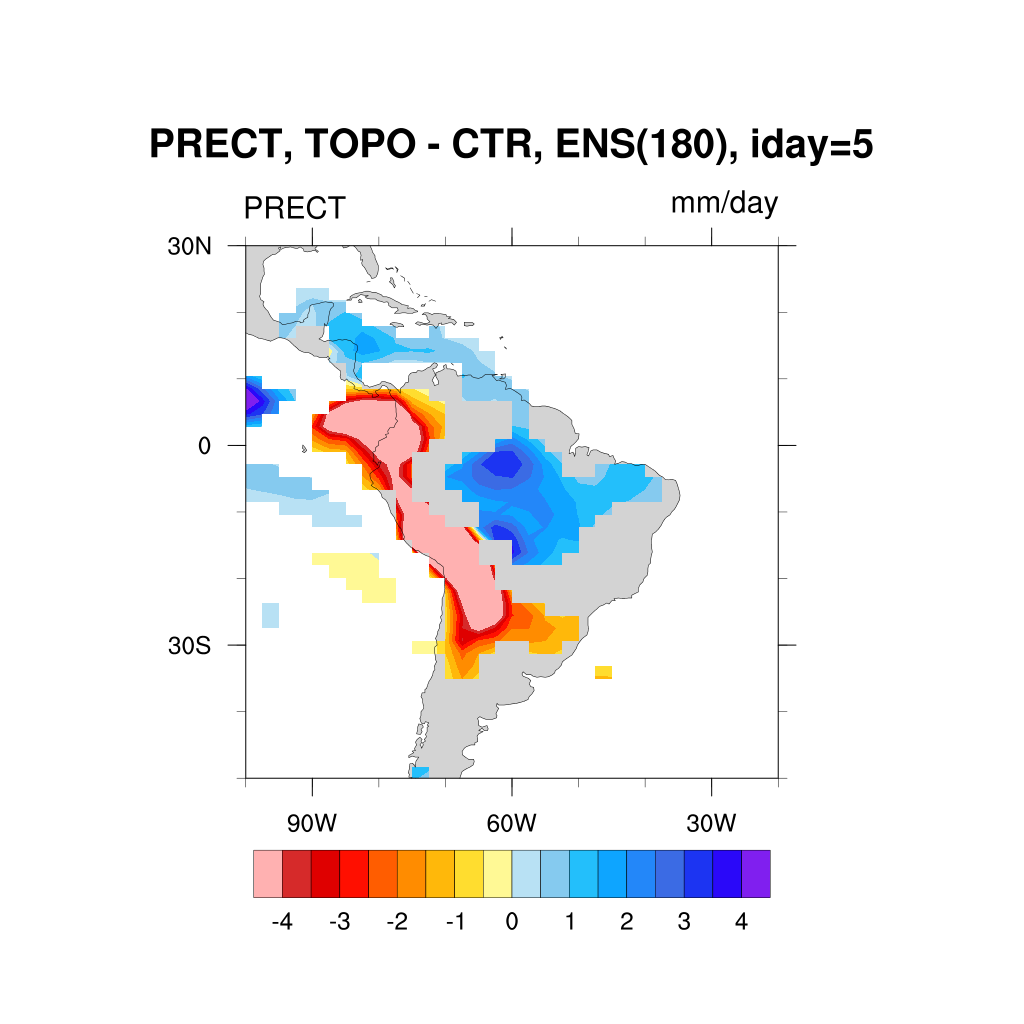 PRECT, TOPO - CTR, ENS(180), iday=5
PRECT mm/day
30N
0
30S
90W 60W 30W
-4 -3 -2 -1 0 1 2 3 4